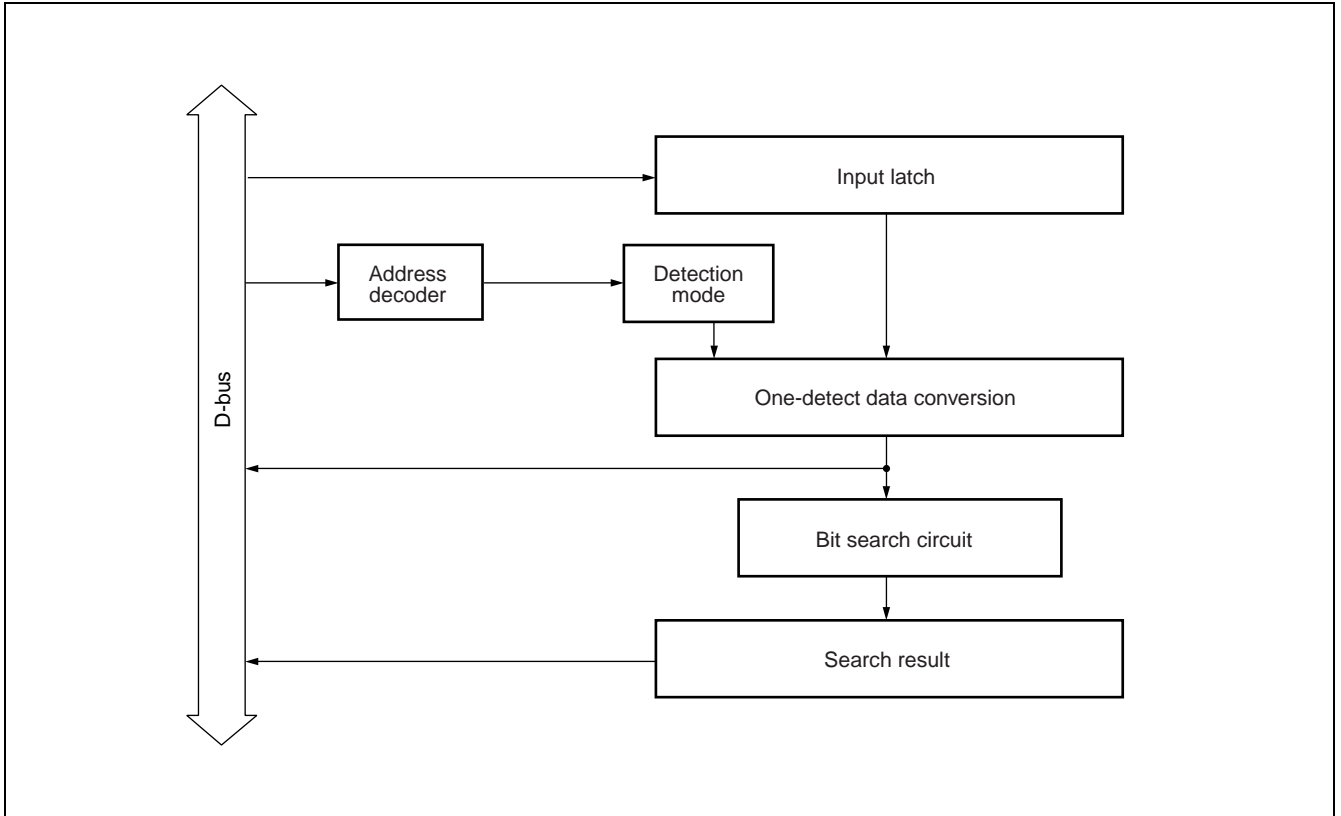 Input latch
Address
decoder
Detection
mode
One-detect data conversion
D-bus
Bit search circuit
Search result